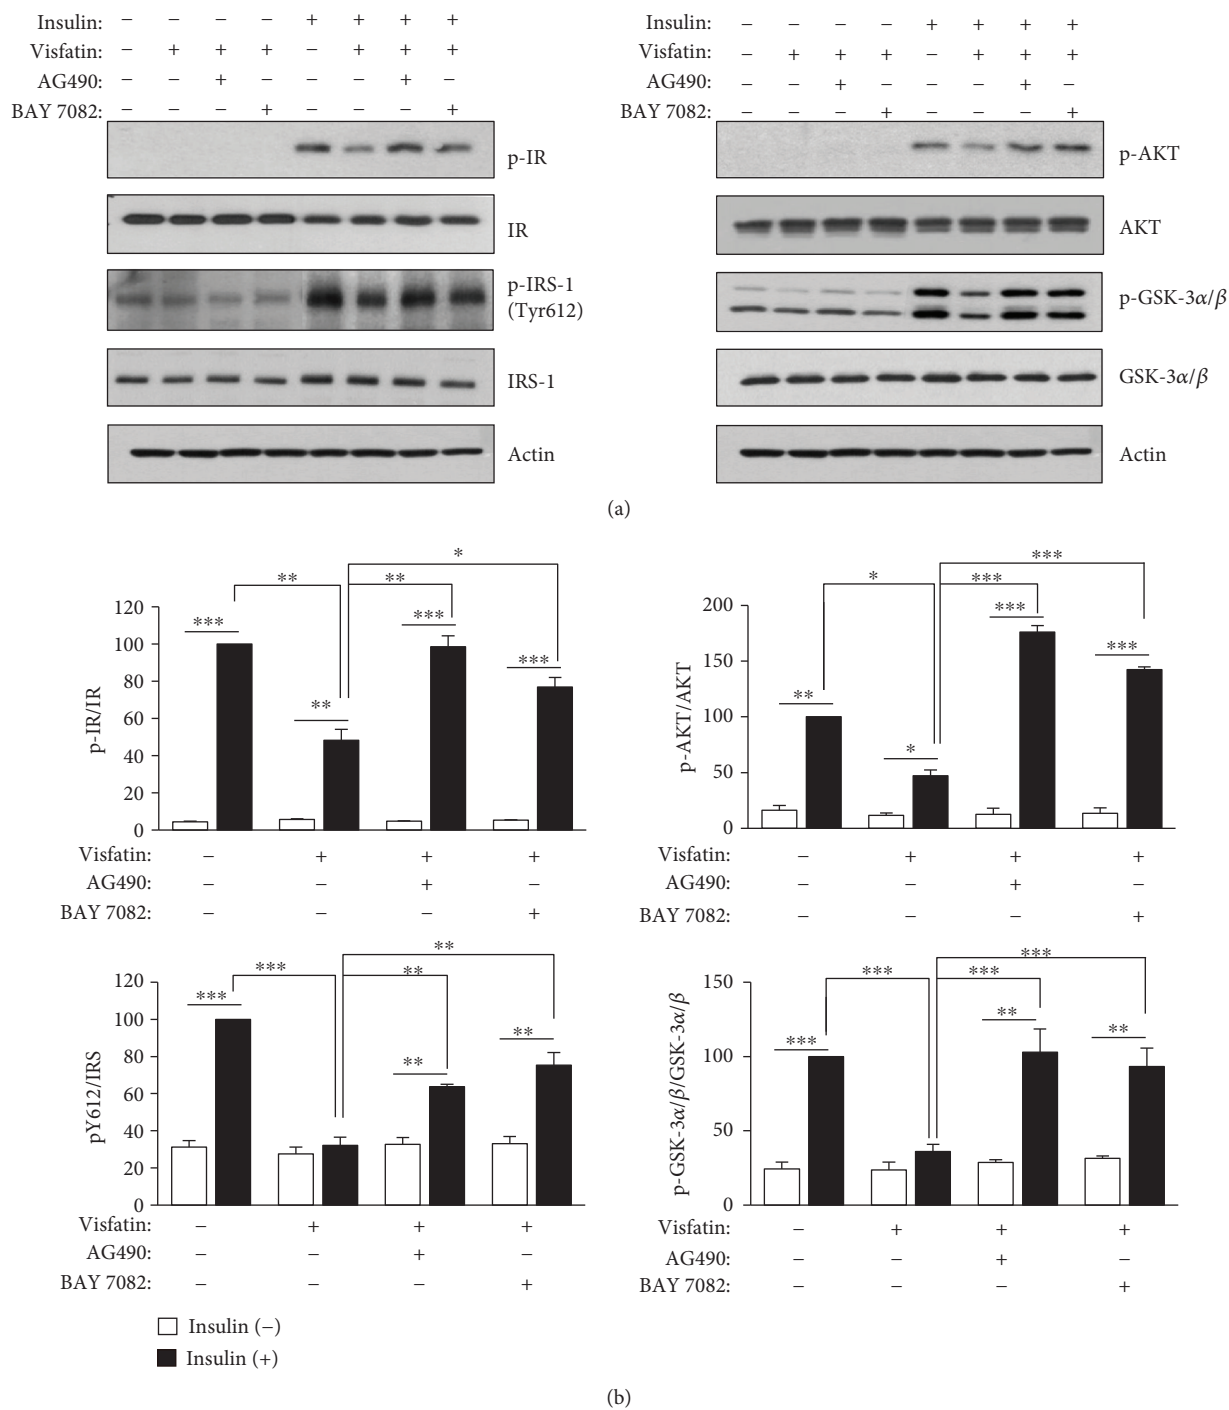 Insulin: − − − − + + + +
Visfatin: − + + + − + + +
AG490: − − + − − − + −
BAY 7082: − − − + − − − +
p-IR
IR
p-IRS-1
(Tyr612)
IRS-1
Actin
Insulin: − − − − + + + +
Visfatin: − + + + − + + +
AG490: − − + − − − + −
BAY 7082: − − − + − − − +
p-AKT
AKT
p-GSK-3α/β
GSK-3α/β
Actin
(a)
p-IR/IR
120
100
80
60
40
20
0
*** ** ** ** *** * ***
Visfatin: − + + +
AG490: − − + −
BAY 7082: − − − +
p-AKT/AKT
200
150
100
50
0
** * * *** *** *** ***
Visfatin: − + + +
AG490: − − + −
BAY 7082: − − − +
pY612/IRS
120
100
80
60
40
20
0
*** *** ** ** ** **
Visfatin: − + + +
AG490: − − + −
BAY 7082: − − − +
p-GSK-3α/β/GSK-3α/β
150
100
50
0
*** *** *** ** *** **
Visfatin: − + + +
AG490: − − + −
BAY 7082: − − − +
Insulin (−)
Insulin (+)
(b)